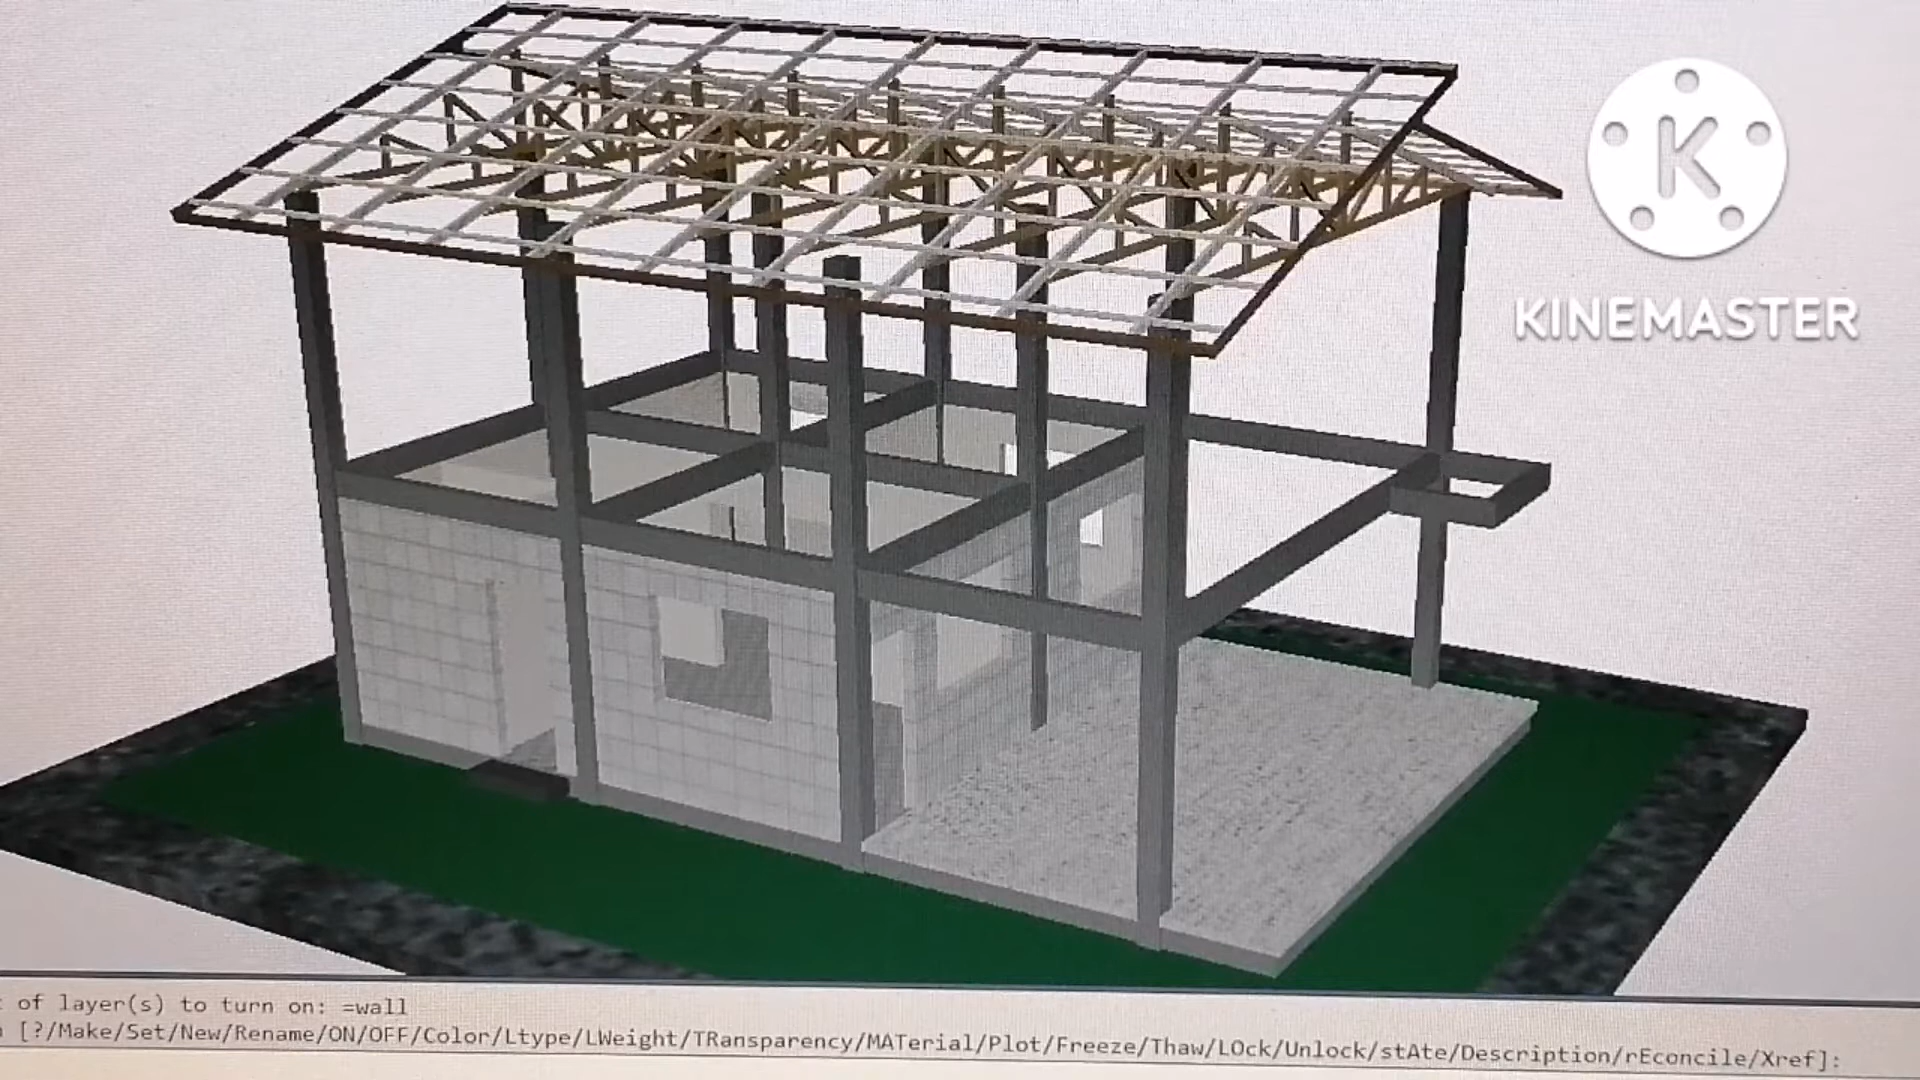 K
KINEMASTER
of layer(s) to turn on: =wall
[?/Make/Set/New/Rename/ON/OFF/Color/Ltype/LWeight/TRansparency/MATerial/Plot/Freeze/Thaw/LOck/Unlock/stAte/Description/rEconcile/Xref]: